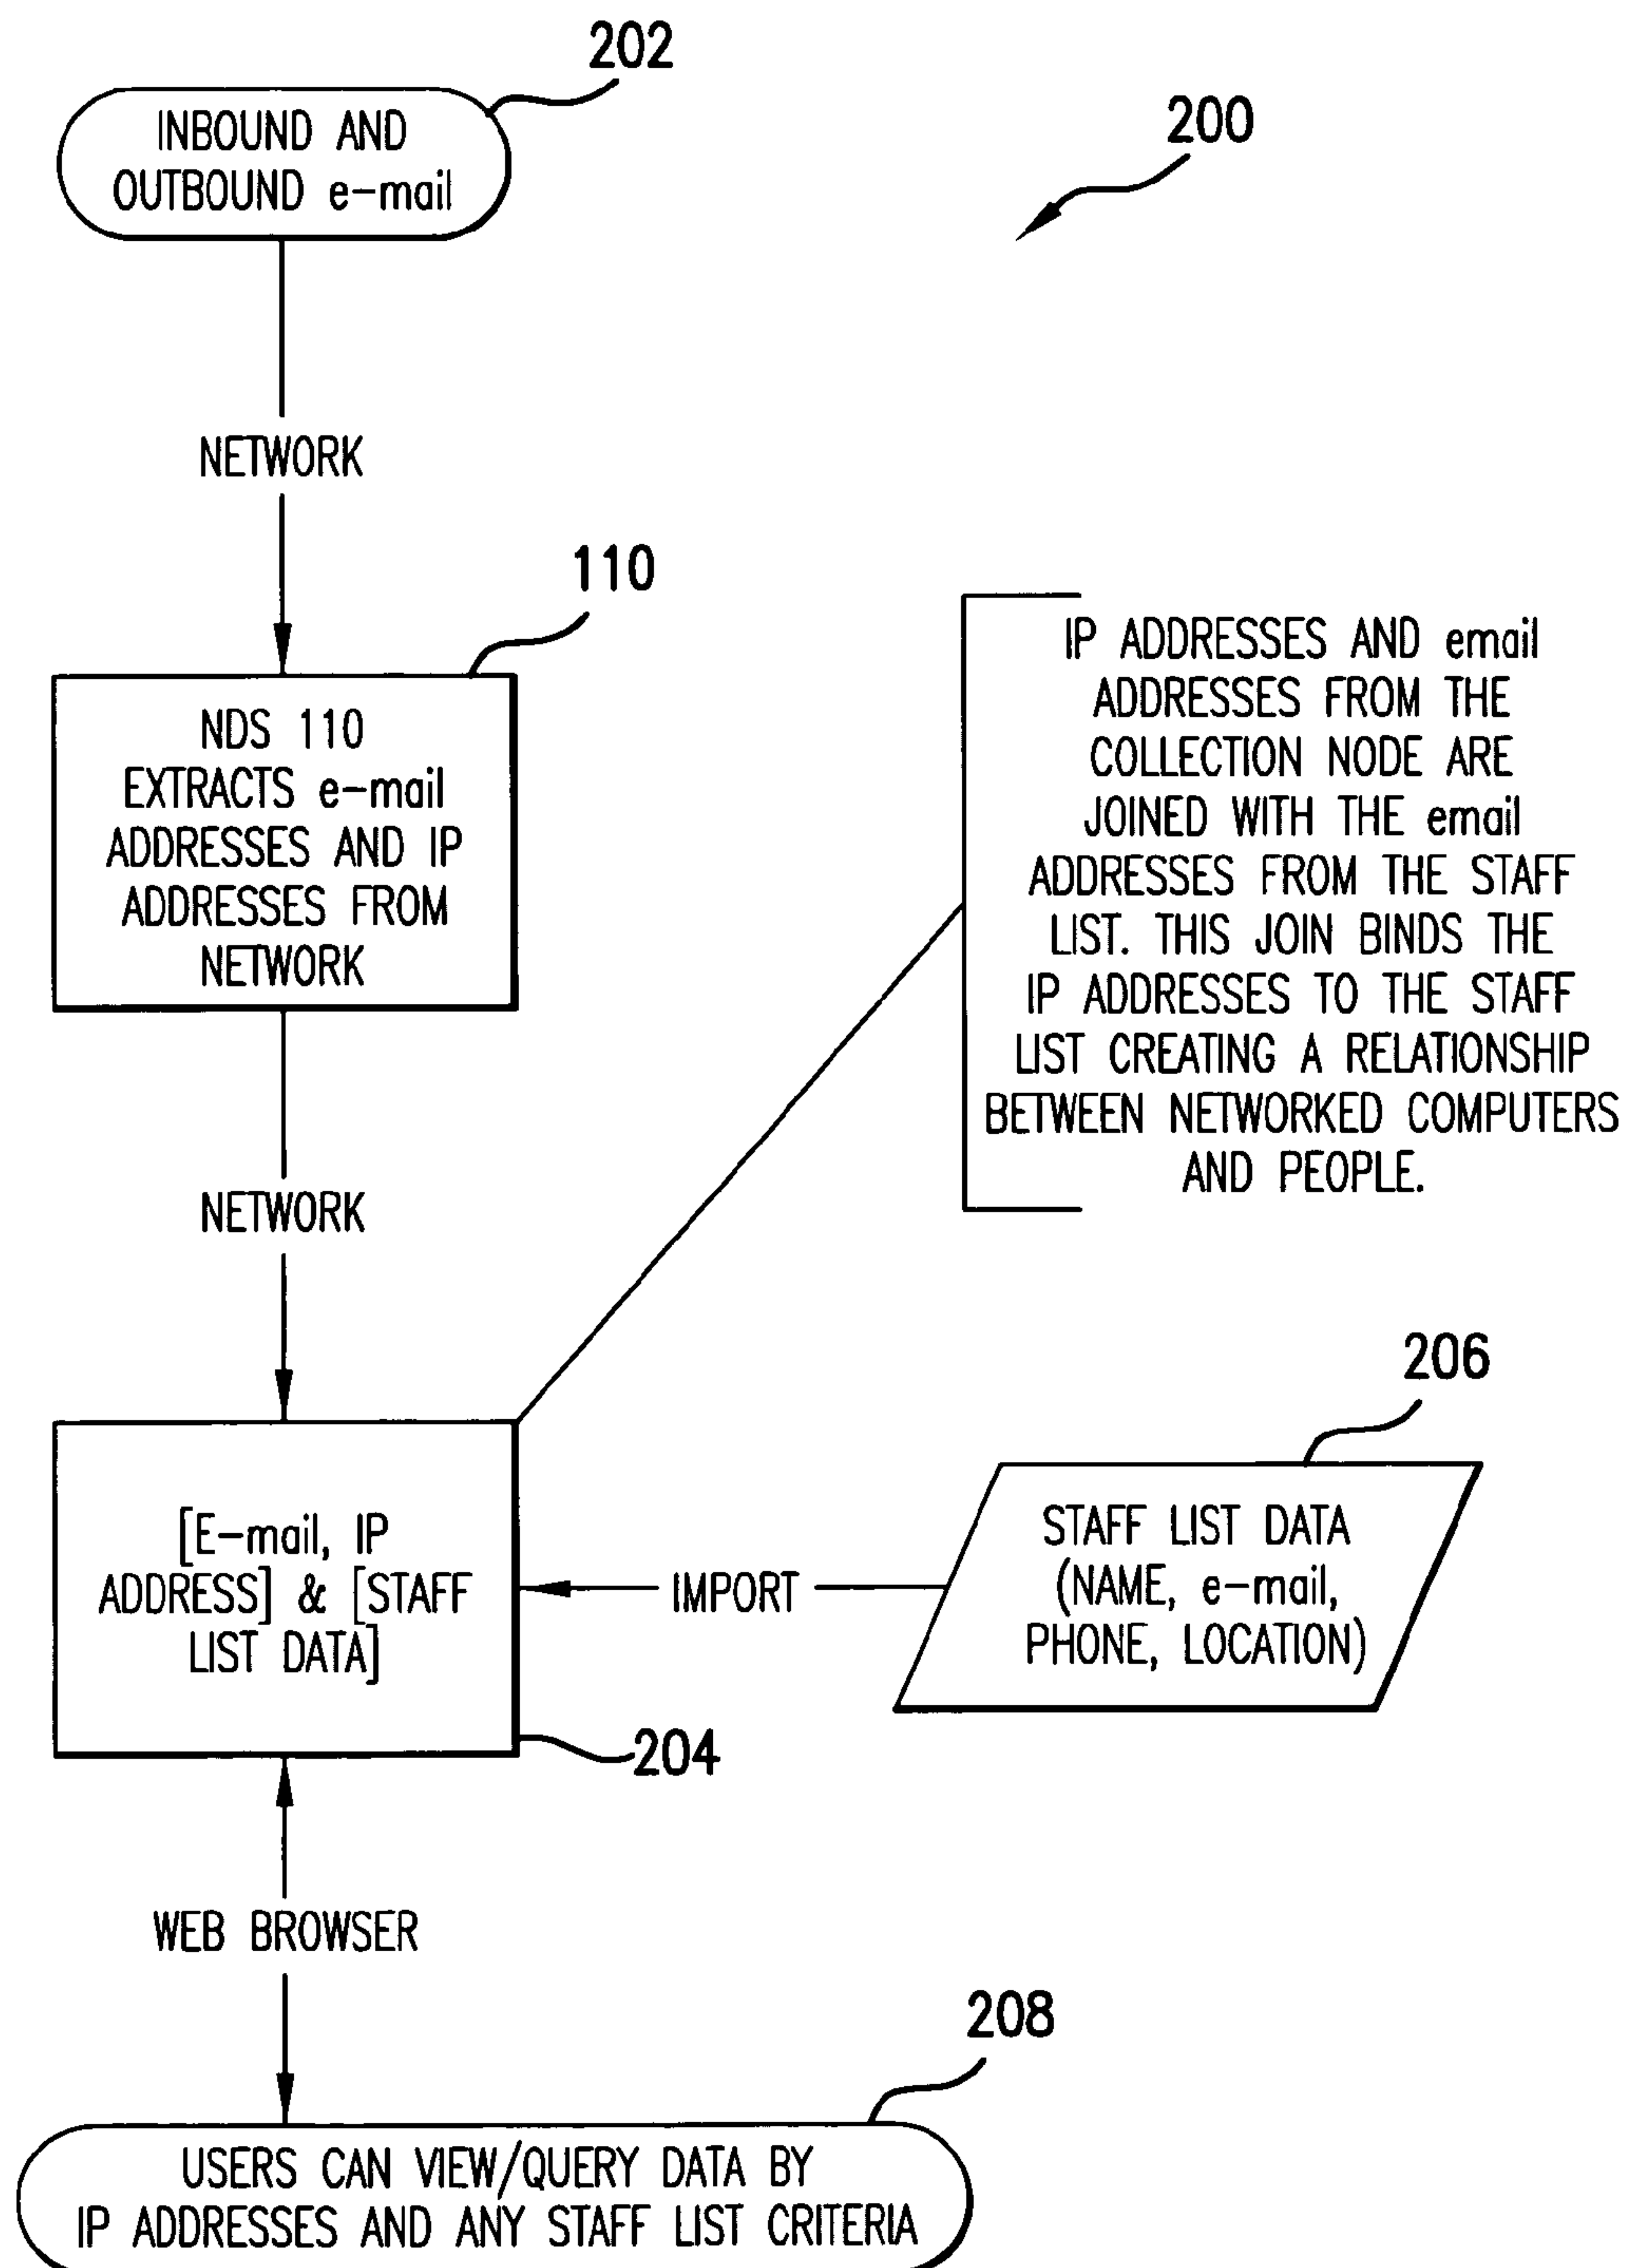 202
INBOUND AND
OUTBOUND e-mail
200
NETWORK
110
NDS 110
EXTRACTS e-mail
ADDRESSES AND IP
ADDRESSES FROM
NETWORK
IP ADDRESSES AND email
ADDRESSES FROM THE
COLLECTION NODE ARE
JOINED WITH THE email
ADDRESSES FROM THE STAFF
LIST. THIS JOIN BINDS THE
IP ADDRESSES TO THE STAFF
LIST CREATING A RELATIONSHIP
BETWEEN NETWORKED COMPUTERS
AND PEOPLE.
NETWORK
206
[E-mail, IP
ADDRESS] & [STAFF
LIST DATA]
IMPORT
STAFF LIST DATA
(NAME, e-mail,
PHONE, LOCATION)
204
WEB BROWSER
208
USERS CAN VIEW/QUERY DATA BY
IP ADDRESSES AND ANY STAFF LIST CRITERIA